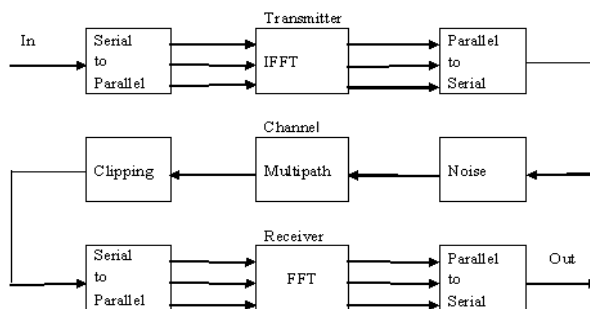 Transmitter
In
Serial
to
Parallel
IFFT
Parallel
to
Serial
Channel
Clipping
Multipath
Noise
Receiver
Serial
to
Parallel
FFT
Parallel
to
Serial
Out